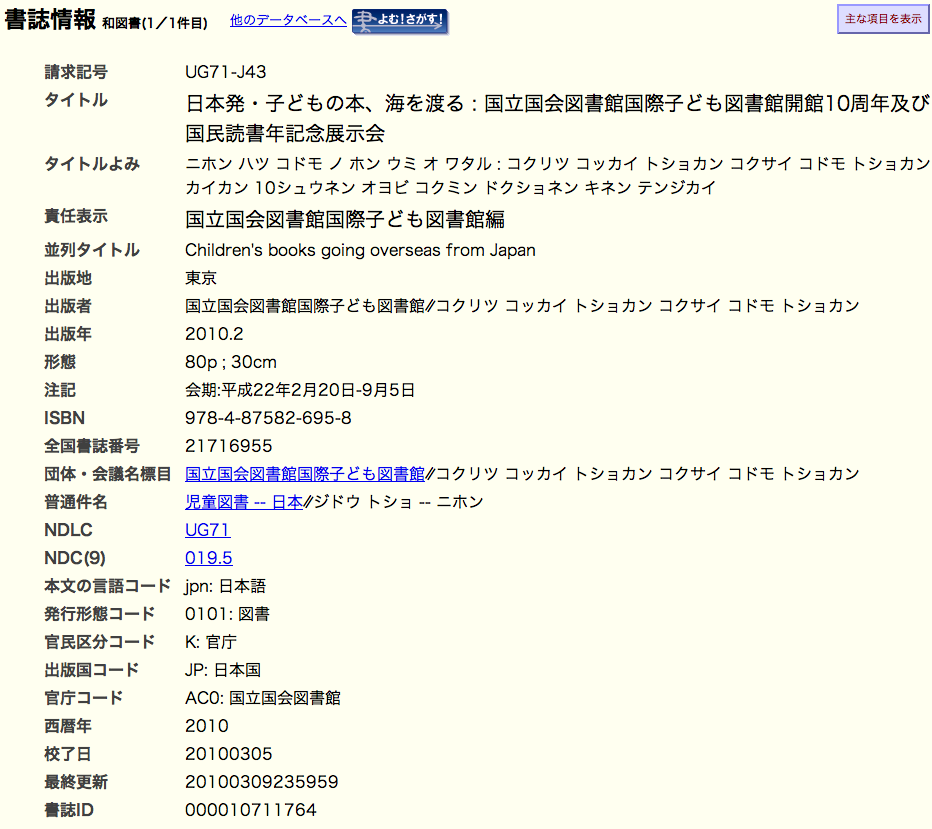 書誌情報 和図書(1／1件目) 他のデータベースへ よむ!さがす! 主な項目を表示
請求記号 UG71-J43
タイトル 日本発・子どもの本、海を渡る : 国立国会図書館国際子ども図書館開館10周年及び
国民読書年記念展示会
タイトルよみ ニホン ハツ コドモ ノ ホン ウミ オ ワタル : コクリツ コッカイ トショカン コクサイ コドモ トショカン
カイカン 10シュウネン オヨビ コクミン ドクショネン キネン テンジカイ
責任表示 国立国会図書館国際子ども図書館編
並列タイトル Children's books going overseas from Japan
出版地 東京
出版者 国立国会図書館国際子ども図書館∥コクリツ コッカイ トショカン コクサイ コドモ トショカン
出版年 2010.2
形態 80p ; 30cm
注記 会期:平成22年2月20日-9月5日
ISBN 978-4-87582-695-8
全国書誌番号 21716955
団体・会議名標目 国立国会図書館国際子ども図書館∥コクリツ コッカイ トショカン コクサイ コドモ トショカン
普通件名 児童図書 -- 日本∥ジドウ トショ -- ニホン
NDLC UG71
NDC(9) 019.5
本文の言語コード jpn: 日本語
発行形態コード 0101: 図書
官民区分コード K: 官庁
出版国コード JP: 日本国
官庁コード AC0: 国立国会図書館
西暦年 2010
校了日 20100305
最終更新 20100309235959
書誌ID 000010711764